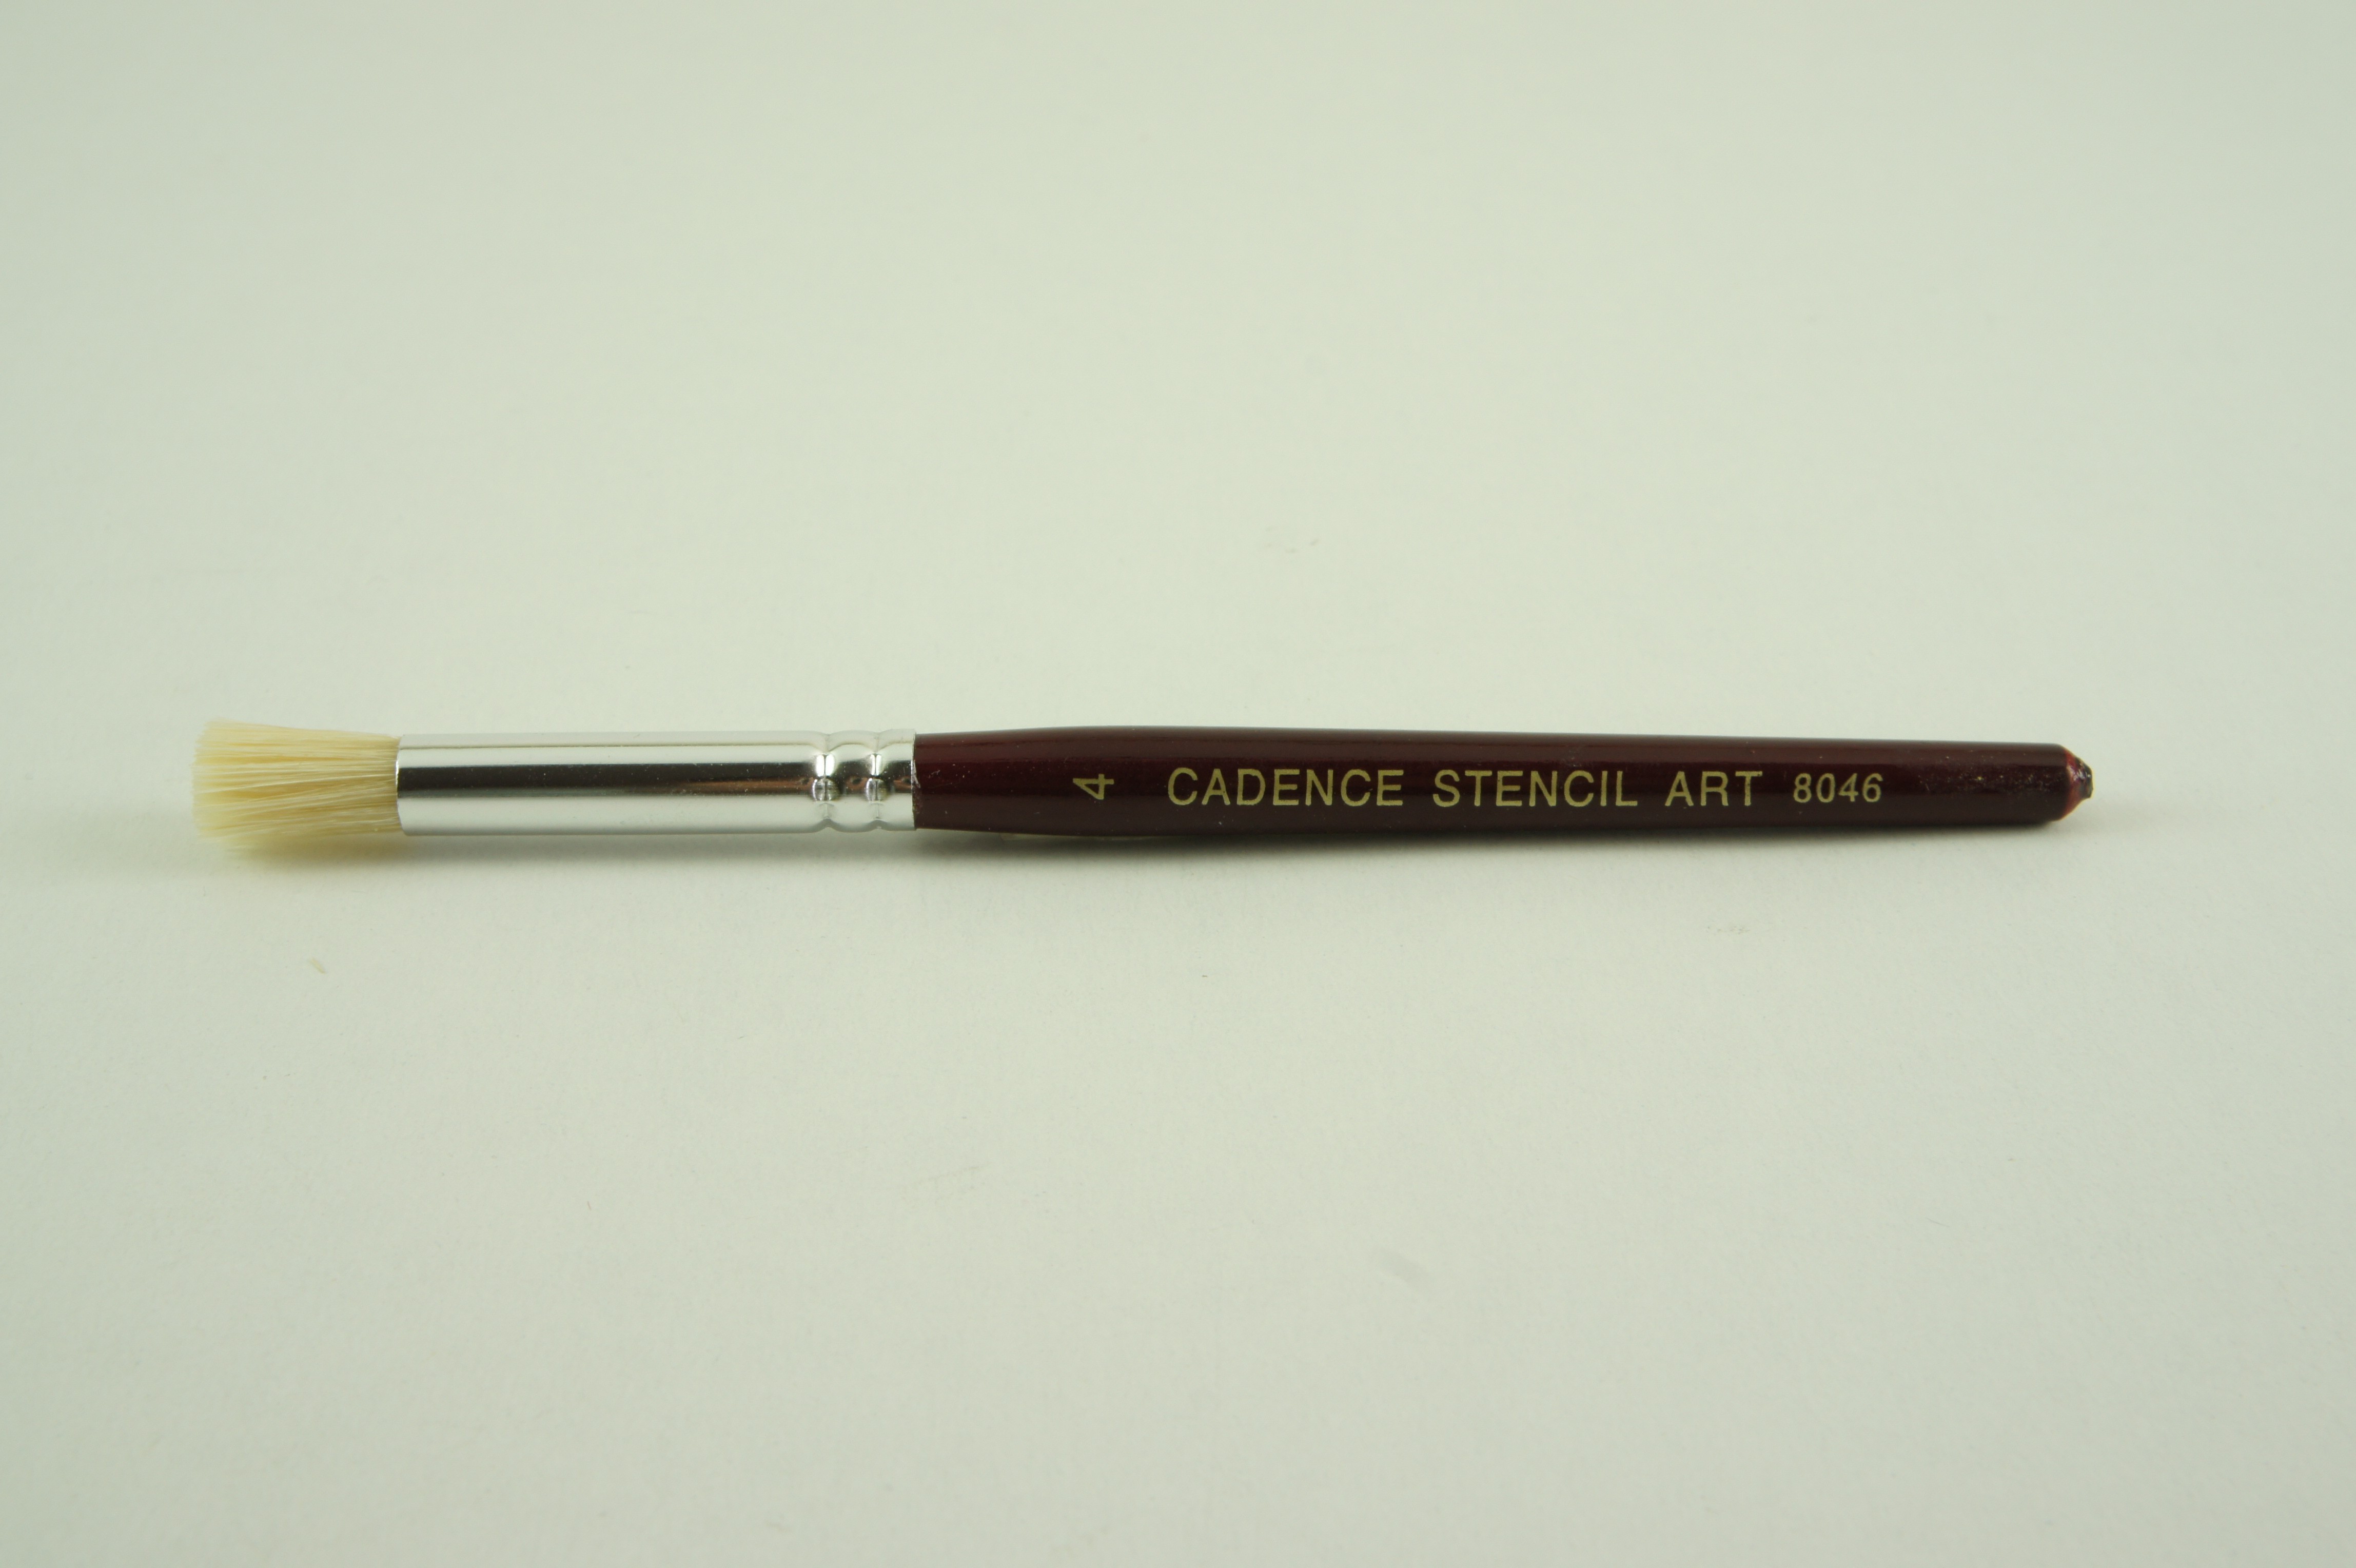 4 CADENCE STENCIL ART 8046